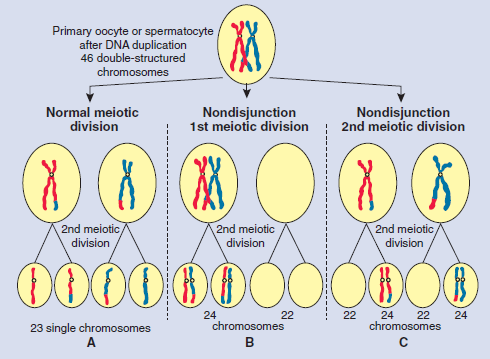 Primary oocyte or spermatocyte
after DNA duplication
46 double-structured
chromosomes
Normal meiotic
division
Nondisjunction
1st meiotic division
Nondisjunction
2nd meiotic division
2nd meiotic
division
2nd meiotic
division
2nd meiotic
division
23 single chromosomes
24 22
chromosomes
22 24 22 24
chromosomes
A
B
C